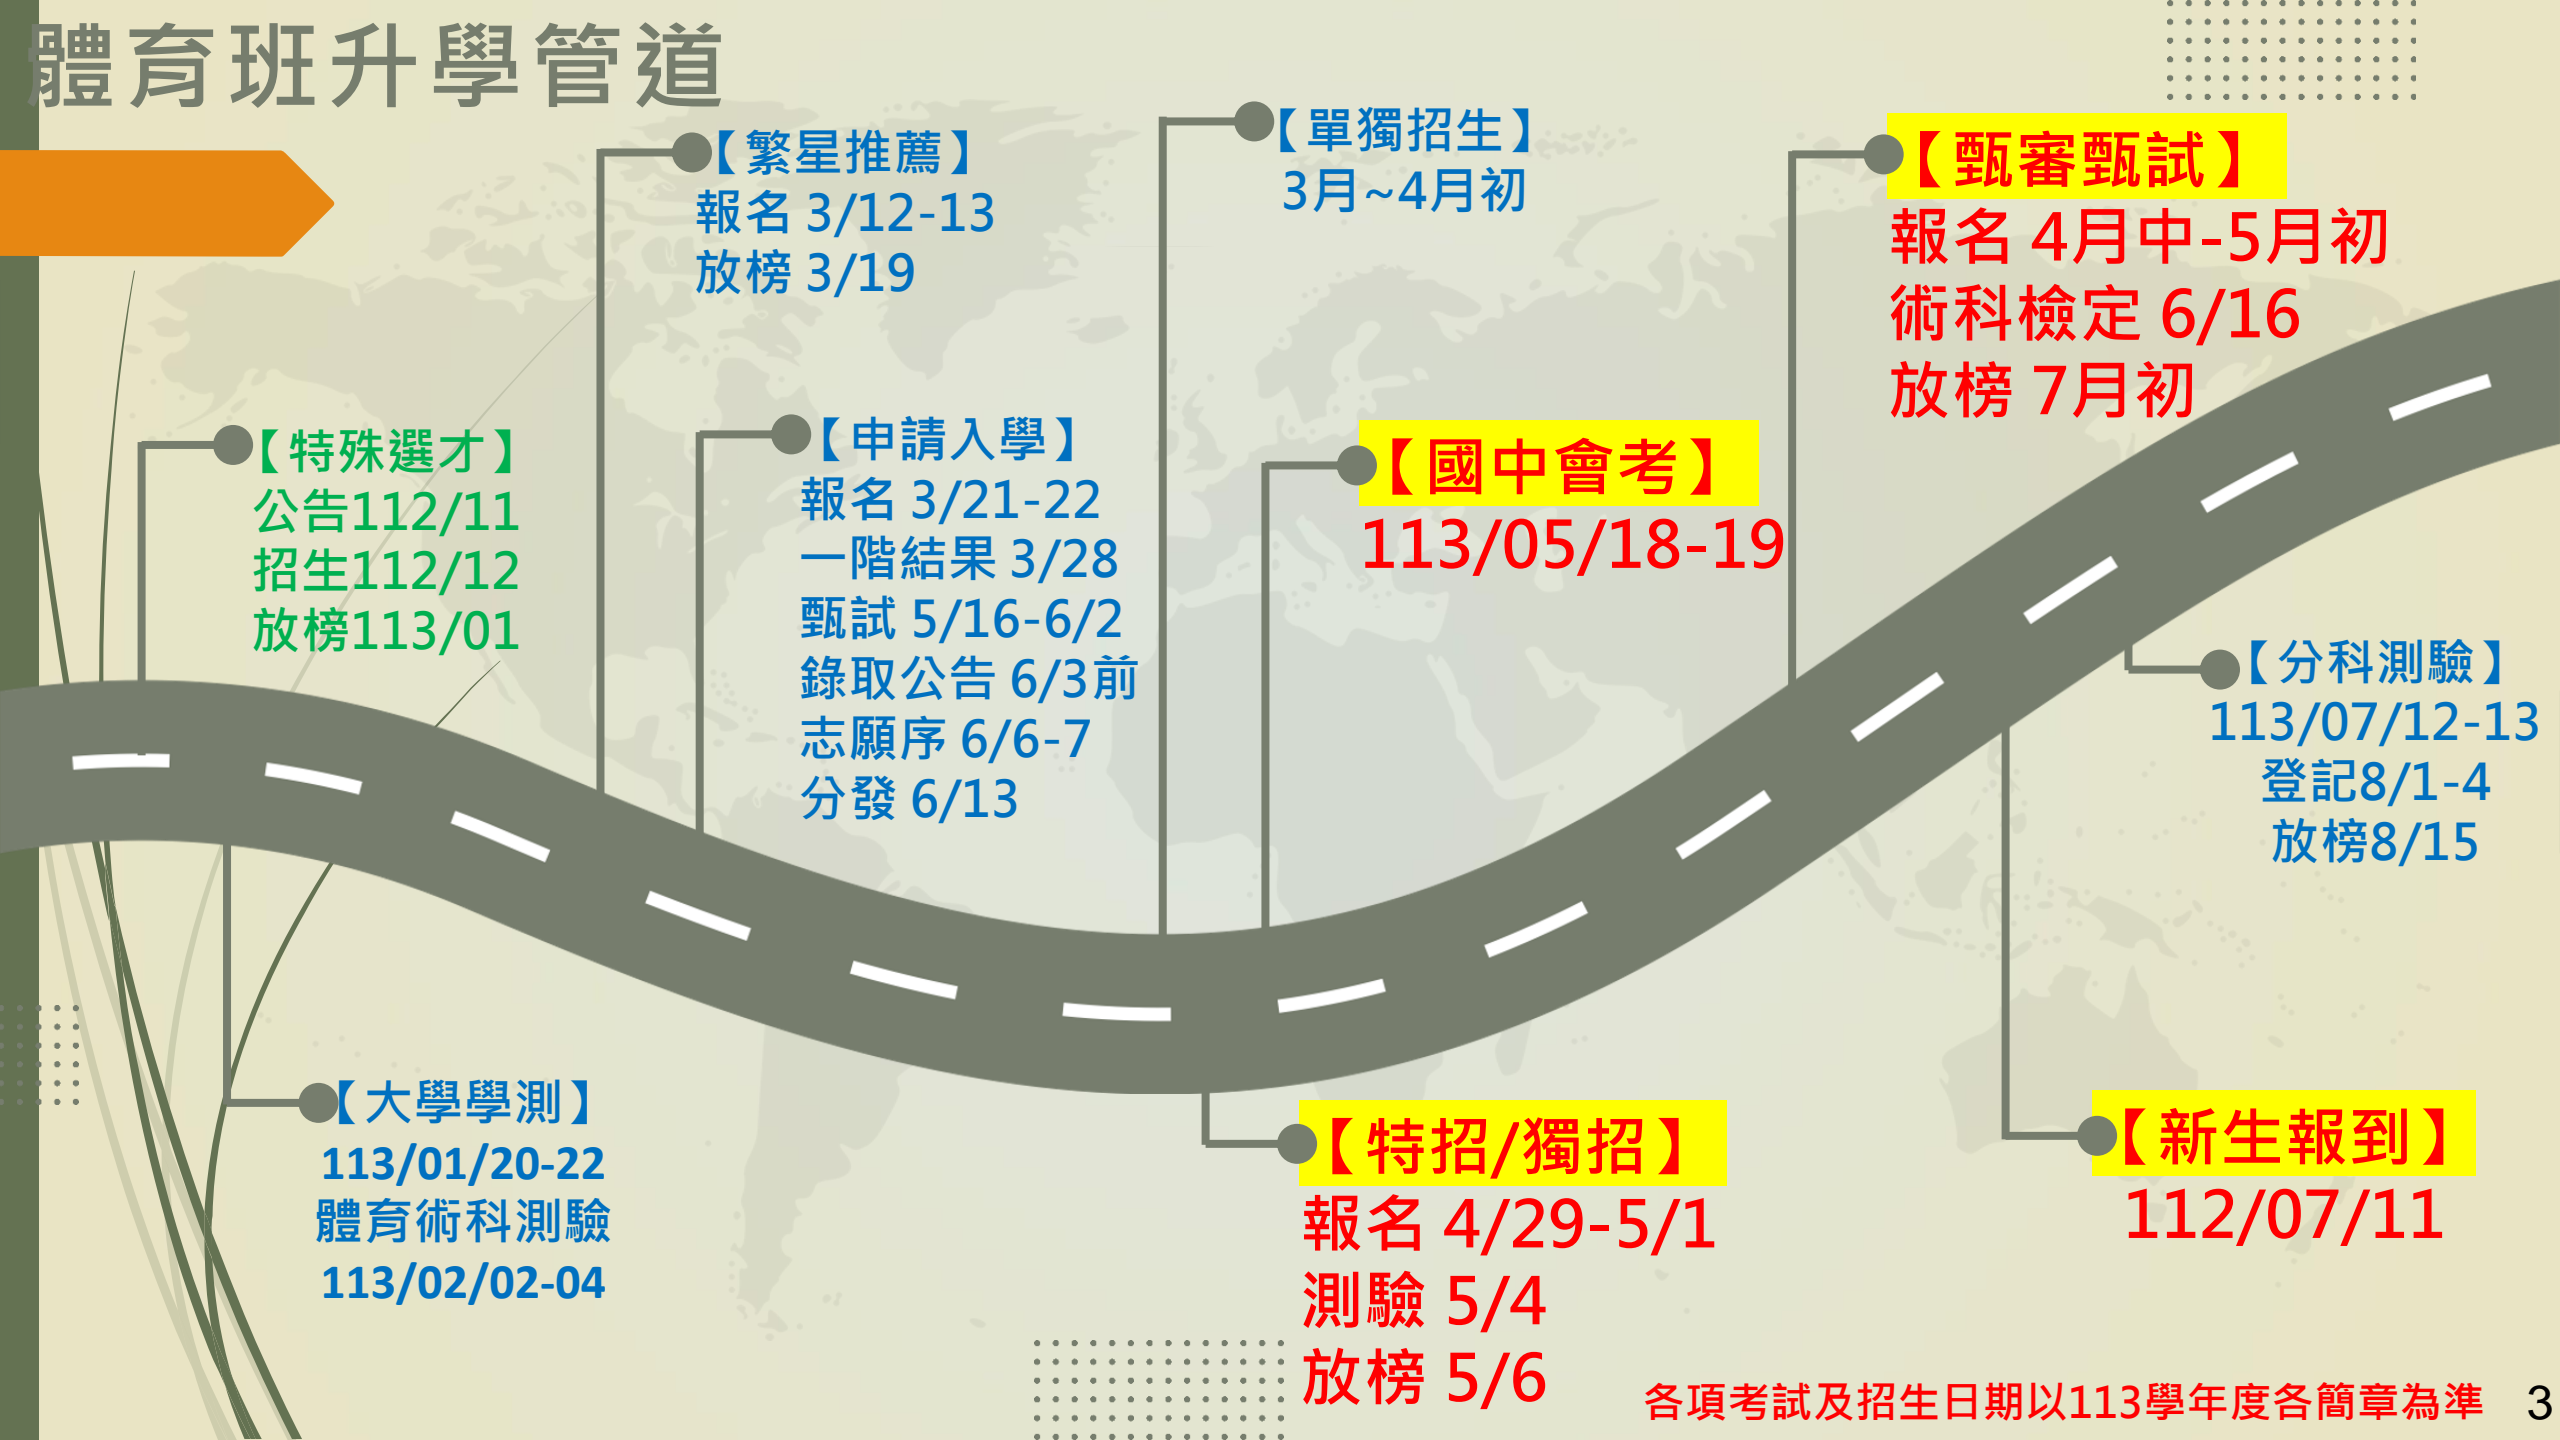 體育班升學管道
【特殊選才】
公告112/11
招生112/12
放榜113/01
【大學學測】
113/01/20-22
體育術科測驗
113/02/02-04
【繁星推薦】
報名 3/12-13
放榜 3/19
【申請入學】
報名 3/21-22
一階結果 3/28
甄試 5/16-6/2
錄取公告 6/3前
志願序 6/6-7
分發 6/13
【單獨招生】
3月~4月初
【國中會考】
113/05/18-19
【特招/獨招】
報名 4/29-5/1
測驗 5/4
放榜 5/6
【甄審甄試】
報名 4月中-5月初
術科檢定 6/16
放榜 7月初
【分科測驗】
113/07/12-13
登記8/1-4
放榜8/15
【新生報到】
112/07/11
各項考試及招生日期以113學年度各簡章為準
3